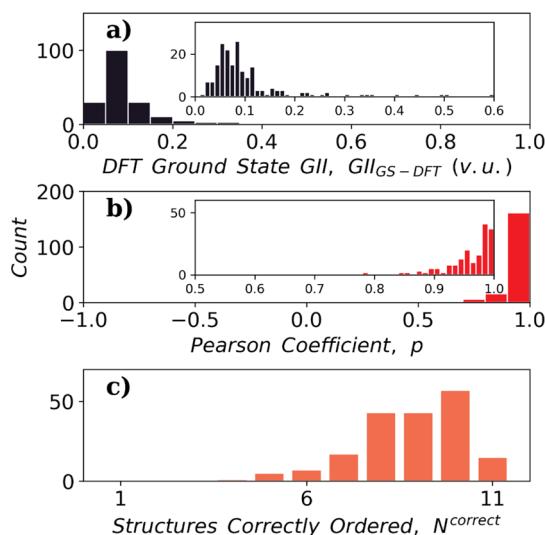 a)
100
0
20
0
0.0 0.1 0.2 0.3 0.4 0.5 0.6
0.0 0.2 0.4 0.6 0.8 1.0
DFT Ground State GII, GII_{GS-DFT} (v.u.)
b)
200
100
0
50
0
0.5 0.6 0.7 0.8 0.9 1.0
Count
−1.0 −0.5 0.0 0.5 1.0
Pearson Coefficient, p
c)
50
0
1 6 11
Structures Correctly Ordered, N^{correct}